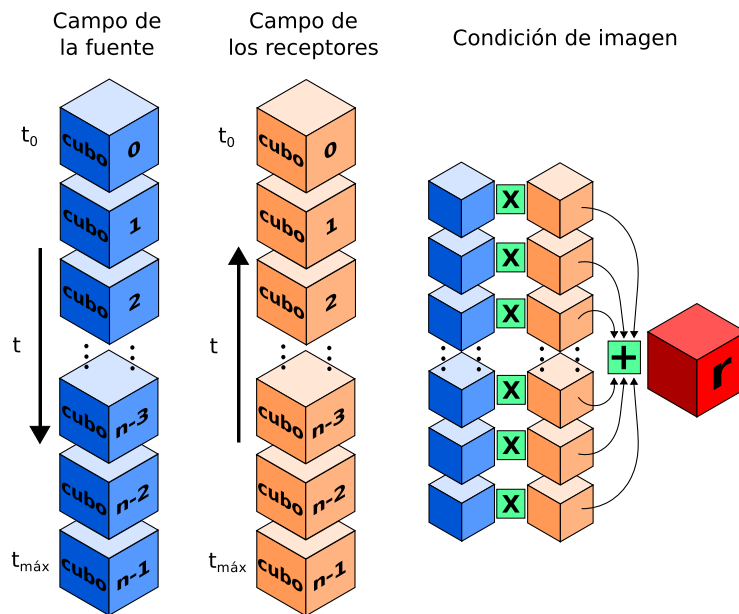 Campo de
la fuente
Campo de
los receptores
Condición de imagen
t0
cubo 0
cubo 1
cubo 2
t
cubo n-3
cubo n-2
tmáx
cubo n-1
t0
cubo 0
cubo 1
cubo 2
t
cubo n-3
cubo n-2
tmáx
cubo n-1
X
X
X
X
X
X
+
r